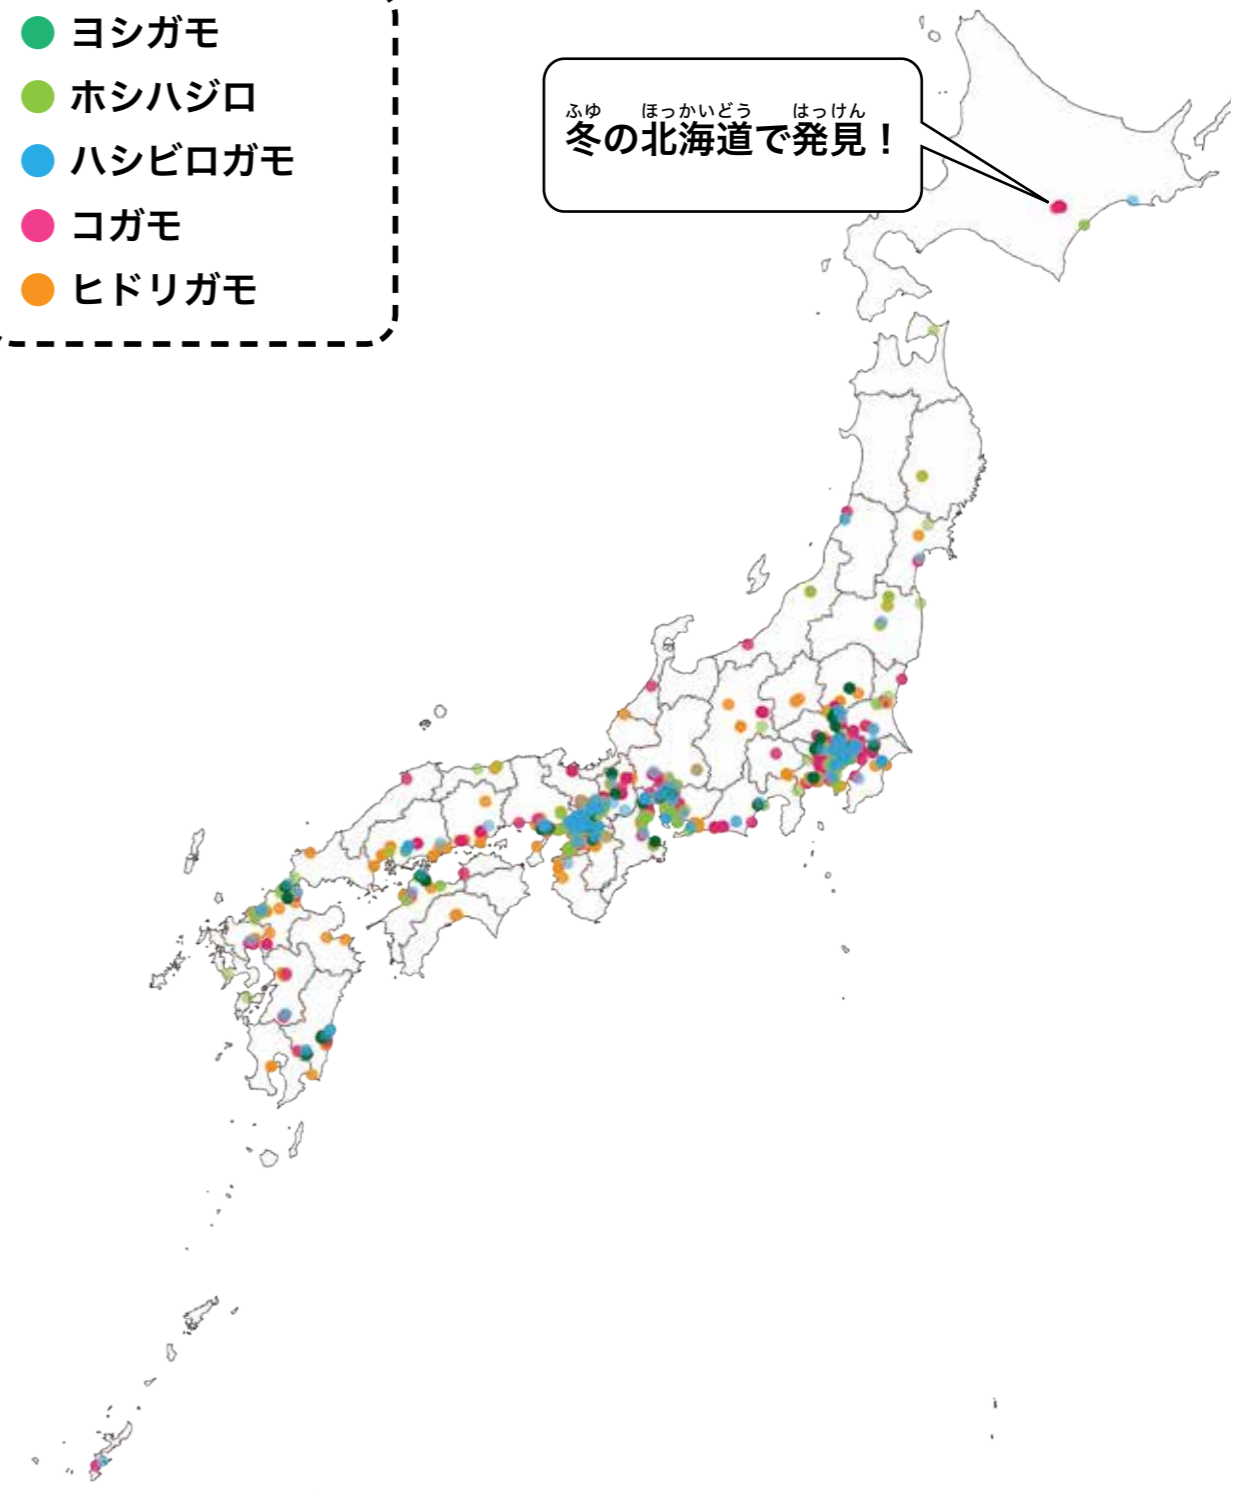 ヨシガモ
ホシハジロ
ハシビロガモ
コガモ
ヒドリガモ
ふゆ ほっかいどう はっけん
冬の北海道で発見！